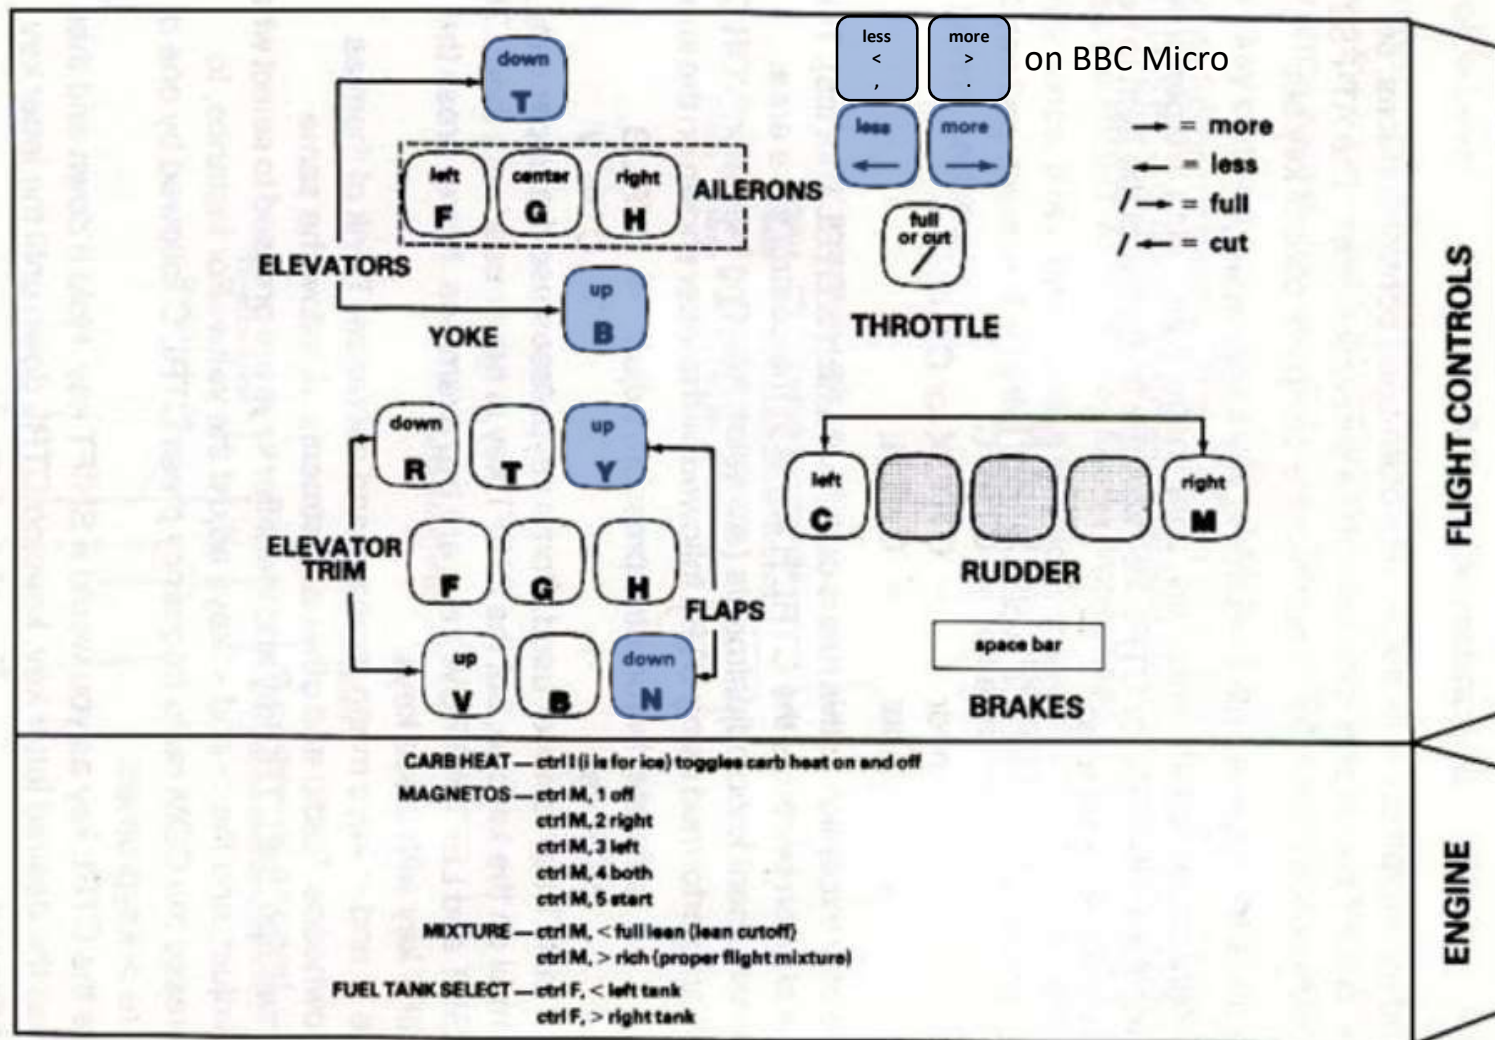 down
T
left
F
center
G
right
H
AILERONS
ELEVATORS
up
B
YOKE
less
<
,
more
>
.
on BBC Micro
less
←
more
→
full
or cut
/
THROTTLE
→ = more
← = less
/→ = full
/← = cut
down
R
T
up
Y
ELEVATOR
TRIM
F
G
H
FLAPS
up
V
B
down
N
left
C
right
M
RUDDER
space bar
BRAKES
FLIGHT CONTROLS
CARB HEAT — ctrl I (i is for ice) toggles carb heat on and off
MAGNETOS — ctrl M, 1 off
ctrl M, 2 right
ctrl M, 3 left
ctrl M, 4 both
ctrl M, 5 start
MIXTURE — ctrl M, < full lean (lean cutoff)
ctrl M, > rich (proper flight mixture)
FUEL TANK SELECT — ctrl F, < left tank
ctrl F, > right tank
ENGINE